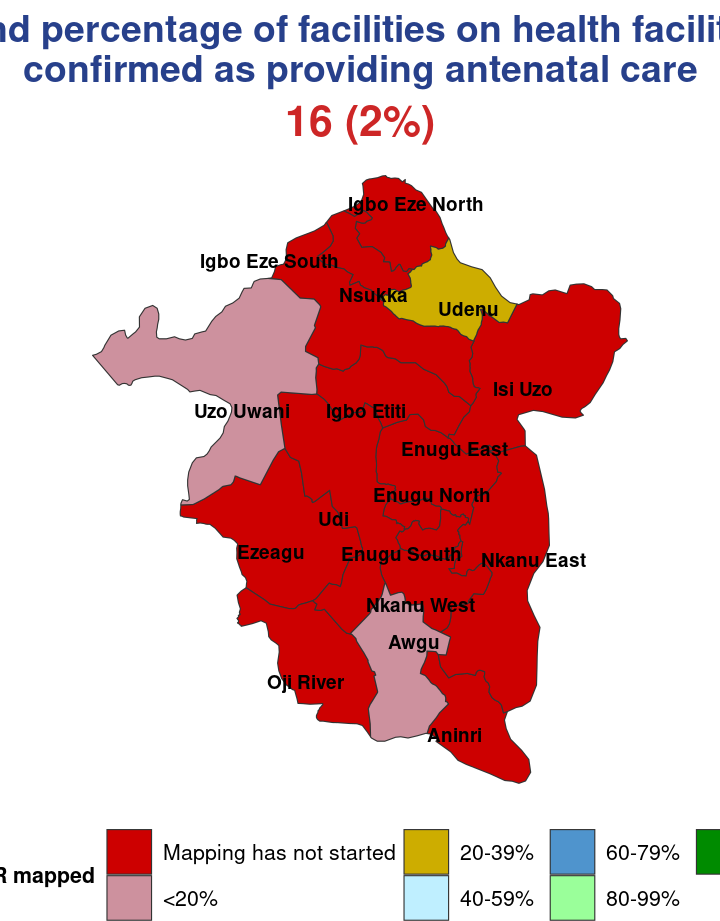 percentage of facilities on health
confirmed as providing antenatal care
16 (2%)
Igbo Eze North
Igbo Eze South
Nsukka
Udenu
Isi Uzo
Uzo Uwani
Igbo Etiti
Enugu East
Enugu North
Udi
Ezeagu
Enugu South
Nkanu East
Nkanu West
Awgu
Oji River
Aninri
mapped
Mapping has not started
20-39%
60-79%
<20%
40-59%
80-99%